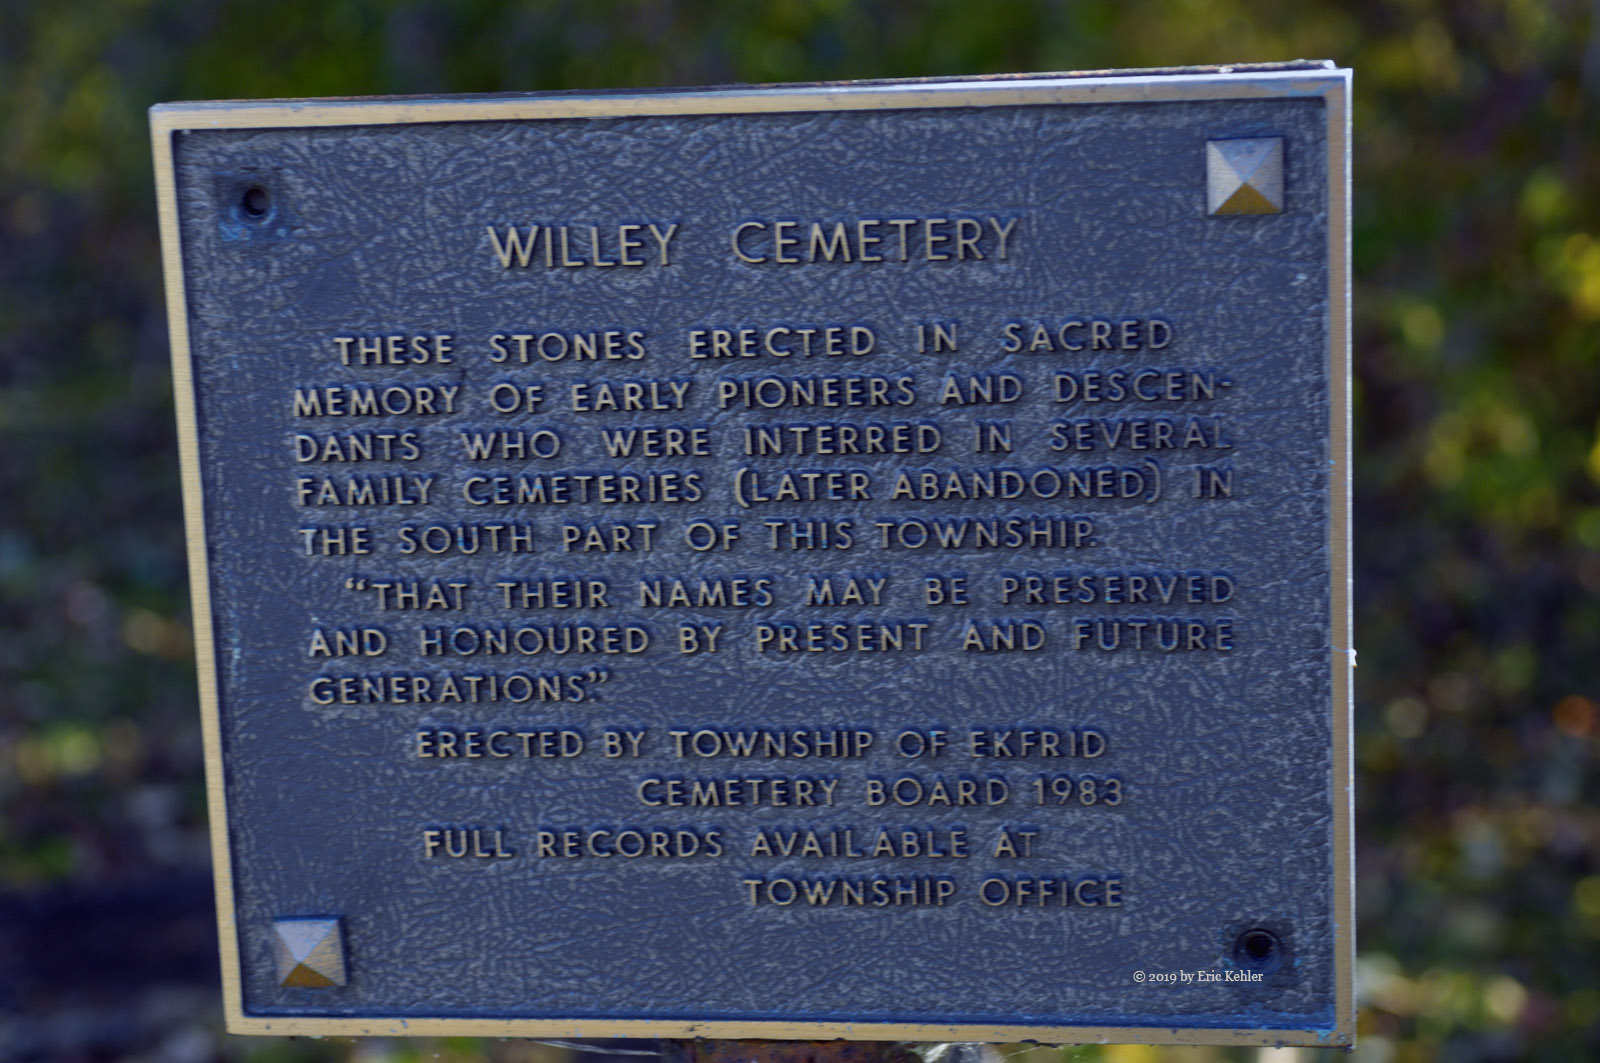 WILLEY CEMETERY
THESE STONES ERECTED IN SACRED
MEMORY OF EARLY PIONEERS AND DESCEN-
DANTS WHO WERE INTERRED IN SEVERAL
FAMILY CEMETERIES (LATER ABANDONED) IN
THE SOUTH PART OF THIS TOWNSHIP.
“THAT THEIR NAMES MAY BE PRESERVED
AND HONOURED BY PRESENT AND FUTURE
GENERATIONS.”
ERECTED BY TOWNSHIP OF EKFRID
CEMETERY BOARD 1983
FULL RECORDS AVAILABLE AT
TOWNSHIP OFFICE
© 2019 by Eric Kehler